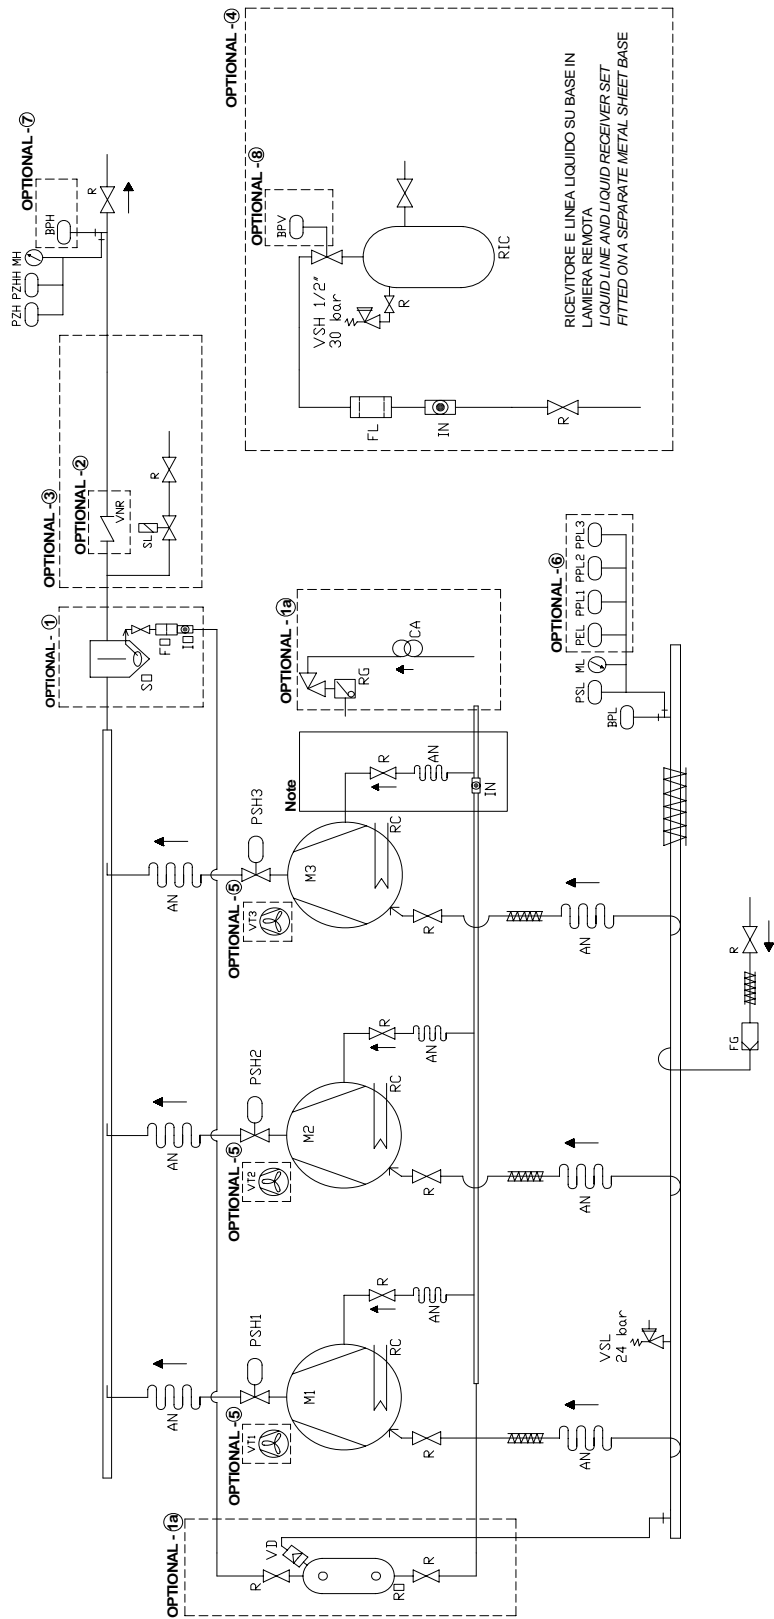 OPTIONAL -④
OPTIONAL -⑧
BPV
VSH 1/2"
30 bar
R
RIC
FL
IN
R
RICEVITORE E LINEA LIQUIDO SU BASE IN
LAMIERA REMOTA
LIQUID LINE AND LIQUID RECEIVER SET
FITTED ON A SEPARATE METAL SHEET BASE
OPTIONAL -⑦
PZH PZHH MH
BPH
R
OPTIONAL -③
OPTIONAL -②
VNR
SL
R
OPTIONAL - ①
SO
FO
IO
OPTIONAL -1a
RG
CA
OPTIONAL -⑥
BPL
PSL
ML
PEL
PPL1
PPL2
PPL3
Note
R
AN
IN
AN
PSH3
OPTIONAL -⑤
VT3
M3
RC
R
AN
AN
PSH2
OPTIONAL -⑤
VT2
M2
RC
R
AN
R
AN
AN
PSH1
OPTIONAL -⑤
VT1
M1
RC
R
AN
R
AN
VSL
24 bar
FG
R
OPTIONAL -1a
VD
R
RO
R